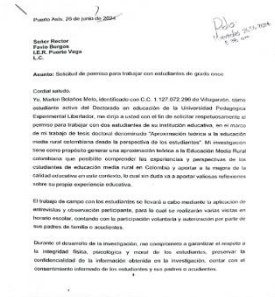 Puerto Asís, 25 de junio de 2024
Señor Rector
Favio Burgos
I.E.R. Puerto Vega
L.C.
Asunto: Solicitud de permiso para trabajar con estudiantes de grado once.
Cordial saludo.
Yo, Bolaños Melo, identificado con C.C. de Villagarzón, como
estudiante activo del Doctorado en educación de la Universidad Pedagógica
Experimental Libertador, me dirijo a usted con el fin de solicitar respetuosamente el
permiso para trabajar con dos estudiantes de su institución educativa, en el marco
de mi trabajo de tesis doctoral denominado "Aproximación teórica a la educación
media rural colombiana desde la perspectiva de los estudiantes". Mi investigación
tiene como propósito generar una aproximación teórica a la Educación Media Rural
colombiana que posibilite comprender las experiencias y perspectivas de los
estudiantes de educación media rural en Colombia y aportar a la mejora de la
calidad educativa en este contexto, lo cual sin duda va a aportar valiosas reflexiones
sobre su propia experiencia educativa.
El trabajo de campo con los estudiantes se llevará a cabo mediante la aplicación de
entrevistas y observación participante, para lo cual se realizarán varias visitas en
horario escolar, contando con la participación voluntaria y autorización por parte de
sus padres de familia o acudientes.
Durante el desarrollo de la investigación, me comprometo a garantizar el respeto a
la integridad física, psicológica y moral de los estudiantes, preservar la
confidencialidad de la información obtenida en la investigación, contar con el
consentimiento informado de los estudiantes y sus padres o acudientes.